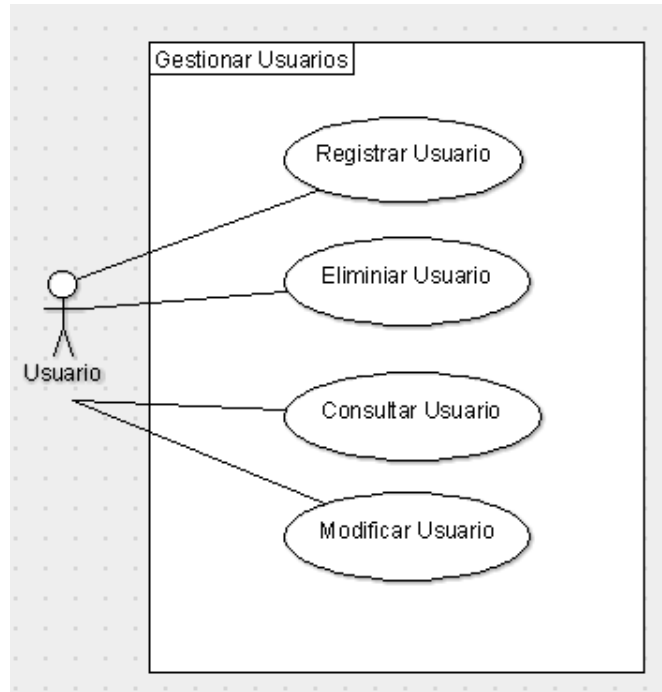 Gestionar Usuarios
Registrar Usuario
Eliminiar Usuario
Usuario
Consultar Usuario
Modificar Usuario